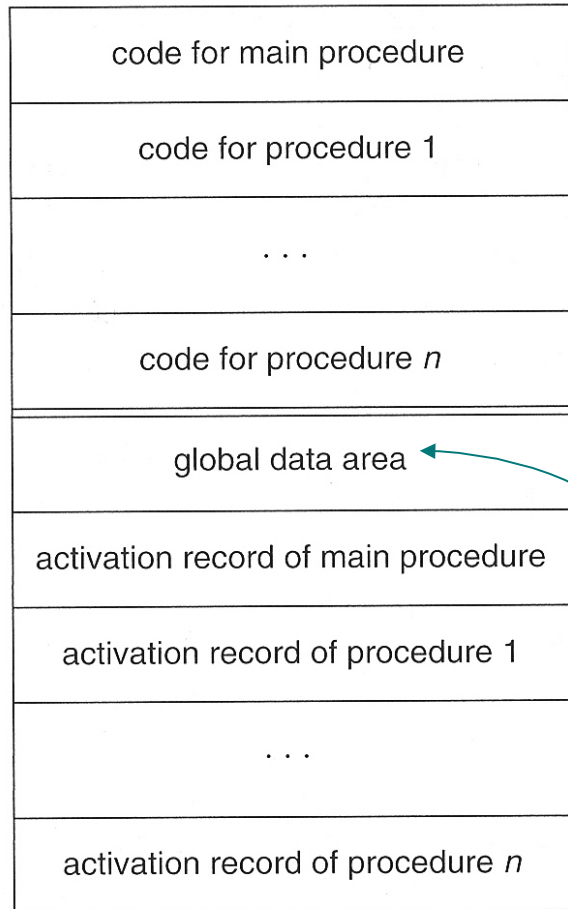 code for main procedure
code for procedure 1
. . .
code for procedure n
global data area
activation record of main procedure
activation record of procedure 1
. . .
activation record of procedure n